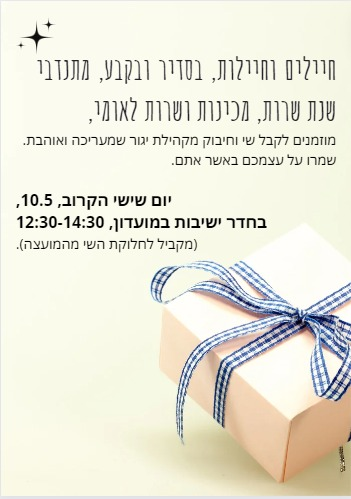 חיילים וחיילות, בסדיר ובקבע, מתנדבי
שנת שרות, מכינות ושרות לאומי,
מוזמנים לקבל שי וחיבוק מקהילת יגור שמעריכה ואוהבת.
שמרו על עצמכם באשר אתם.
יום שישי הקרוב, 10.5,
בחדר ישיבות במועדון, 12:30-14:30
(מקביל לחלוקת השי מהמועצה).